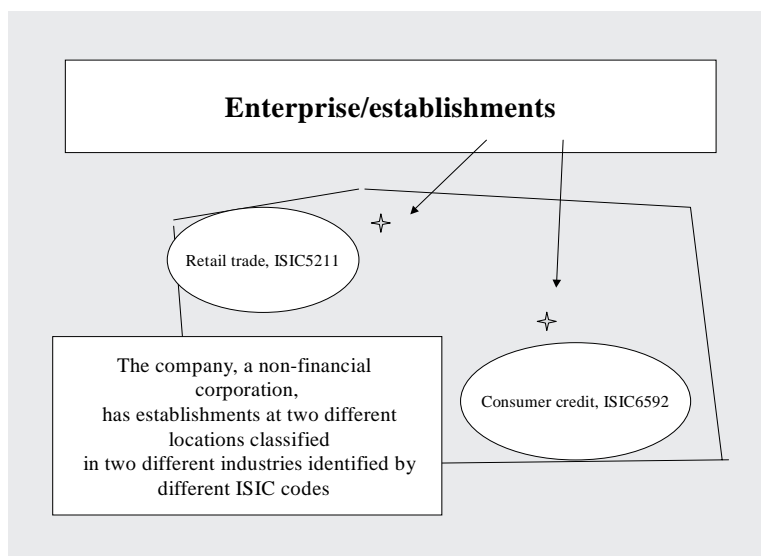 Enterprise/establishments
Retail trade, ISIC5211
The company, a non-financial
corporation,
has establishments at two different
locations classified
in two different industries identified by
different ISIC codes
Consumer credit, ISIC6592